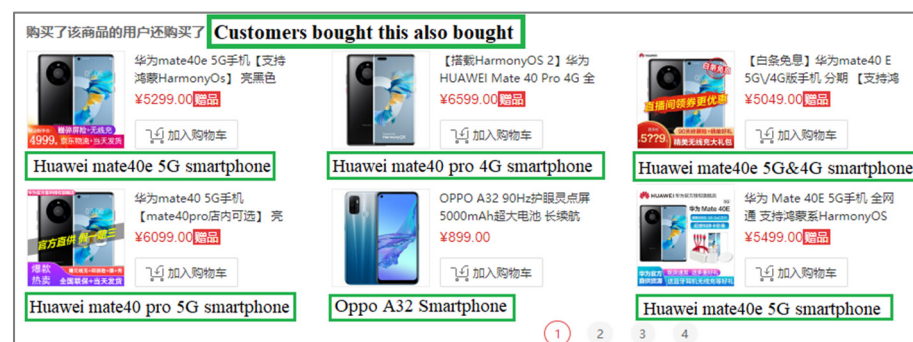 购买了该商品的用户还购买了
Customers bought this also bought
华为mate40e 5G手机【支持
鸿蒙HarmonyOs】 亮黑色
¥5299.00赠品
加入购物车
Huawei mate40e 5G smartphone
【搭载HarmonyOS 2】华为
HUAWEI Mate 40 Pro 4G 全
¥6599.00赠品
加入购物车
Huawei mate40 pro 4G smartphone
【白条免息】华为mate40 E
5G\/4G版手机 分期 【支持鸿
¥5049.00赠品
加入购物车
Huawei mate40e 5G&4G smartphone
华为mate40 5G手机
【mate40pro店内可选】 亮
¥6099.00赠品
加入购物车
Huawei mate40 pro 5G smartphone
OPPO A32 90Hz护眼灵点屏
5000mAh超大电池 长续航
¥899.00
加入购物车
Oppo A32 Smartphone
华为 Mate 40E 5G手机 全网
通 支持鸿蒙系HarmonyOS
¥5499.00赠品
加入购物车
Huawei mate40e 5G smartphone
1 2 3 4